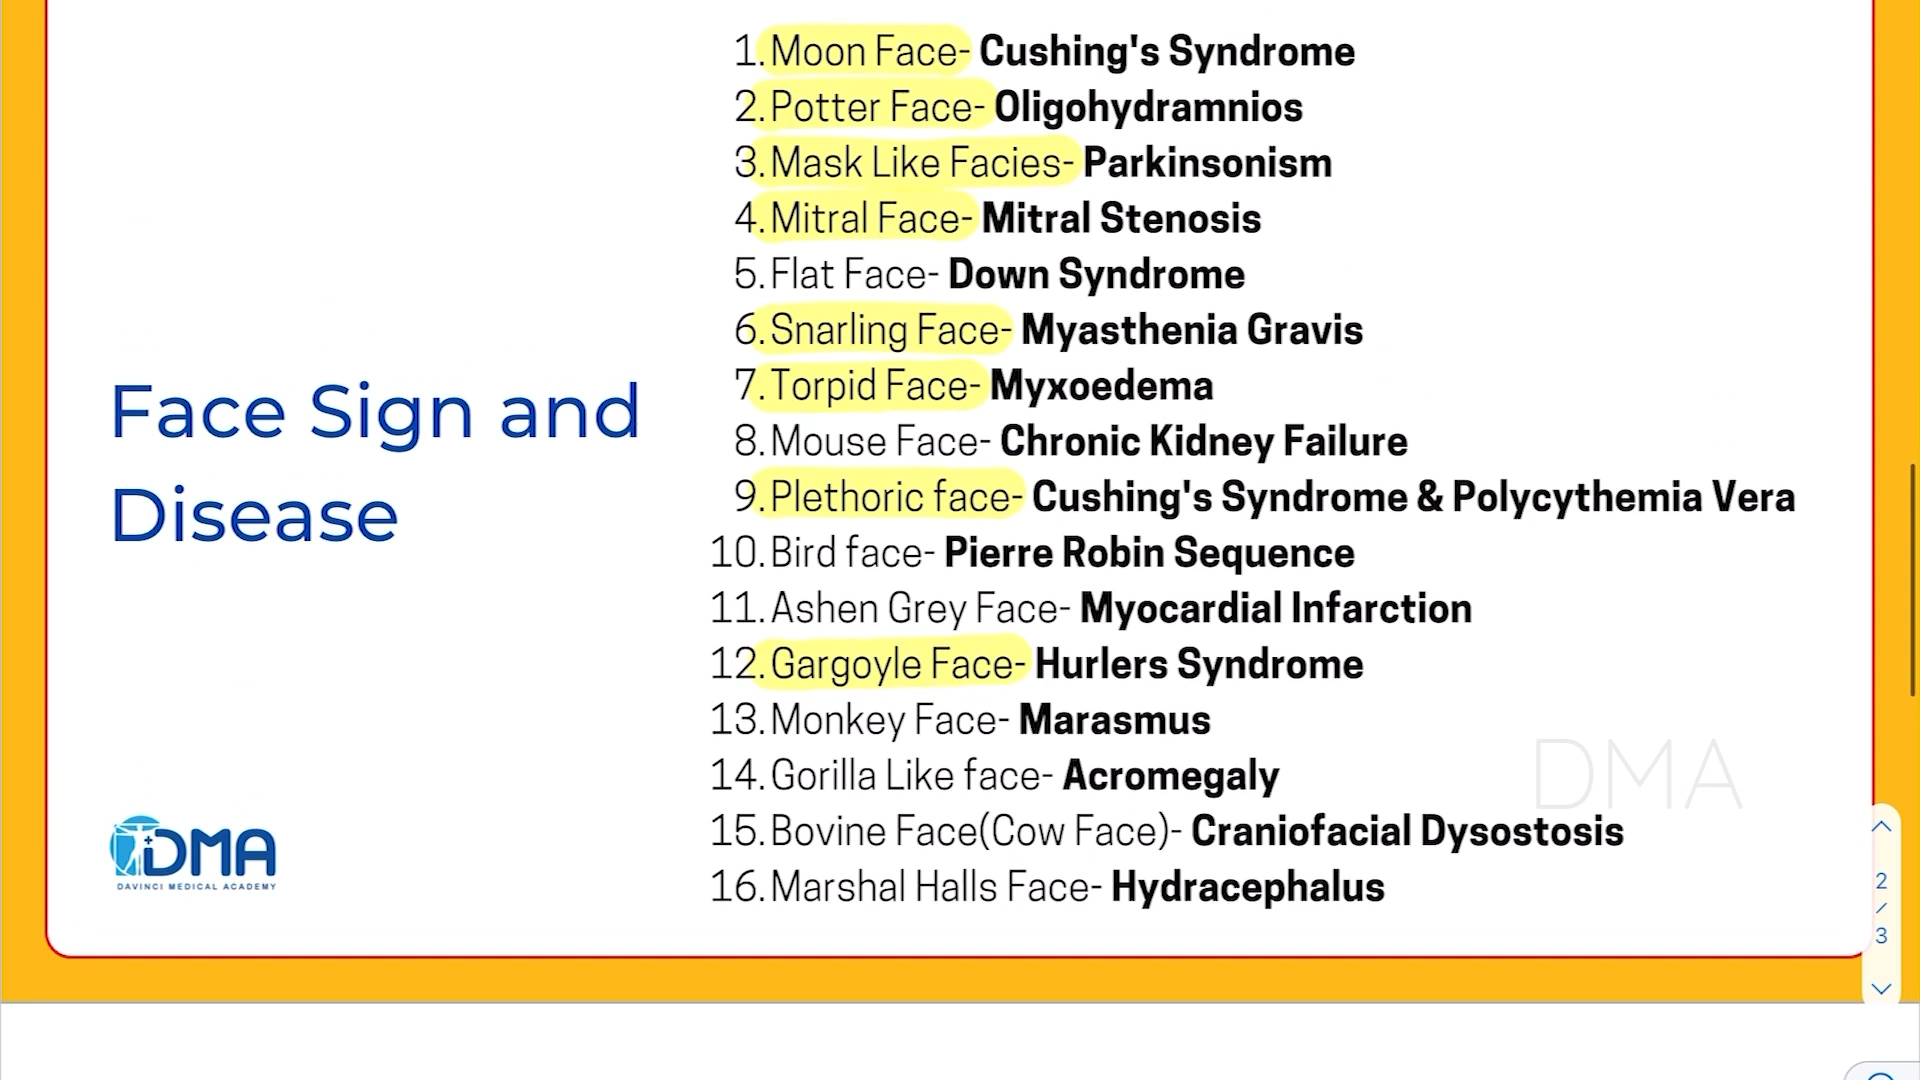 Face Sign and
Disease
1. Moon Face- Cushing's Syndrome
2. Potter Face- Oligohydramnios
3. Mask Like Facies- Parkinsonism
4. Mitral Face- Mitral Stenosis
5. Flat Face- Down Syndrome
6. Snarling Face- Myasthenia Gravis
7. Torpid Face- Myxoedema
8. Mouse Face- Chronic Kidney Failure
9. Plethoric face- Cushing's Syndrome & Polycythemia Vera
10. Bird face- Pierre Robin Sequence
11. Ashen Grey Face- Myocardial Infarction
12. Gargoyle Face- Hurlers Syndrome
13. Monkey Face- Marasmus
14. Gorilla Like face- Acromegaly
15. Bovine Face(Cow Face)- Craniofacial Dysostosis
16. Marshal Halls Face- Hydracephalus
DMA
DMA
DAVINCI MEDICAL ACADEMY
2
/
3